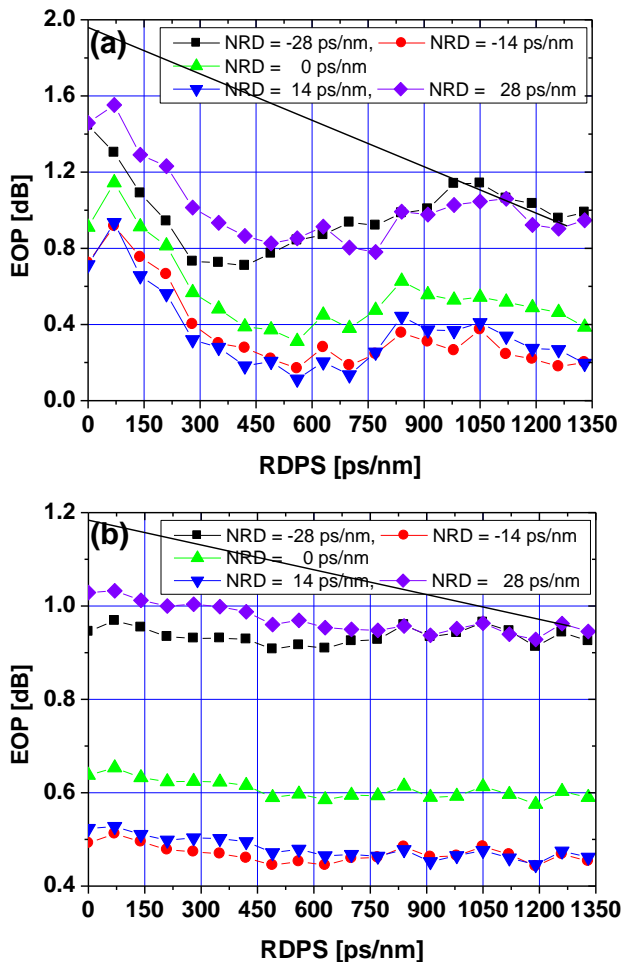 (a)
NRD = -28 ps/nm, NRD = -14 ps/nm
NRD = 0 ps/nm
NRD = 14 ps/nm, NRD = 28 ps/nm
2.0
1.6
1.2
0.8
0.4
0.0
EOP [dB]
0 150 300 450 600 750 900 1050 1200 1350
RDPS [ps/nm]
(b)
NRD = -28 ps/nm, NRD = -14 ps/nm
NRD = 0 ps/nm
NRD = 14 ps/nm, NRD = 28 ps/nm
1.2
1.0
0.8
0.6
0.4
EOP [dB]
0 150 300 450 600 750 900 1050 1200 1350
RDPS [ps/nm]